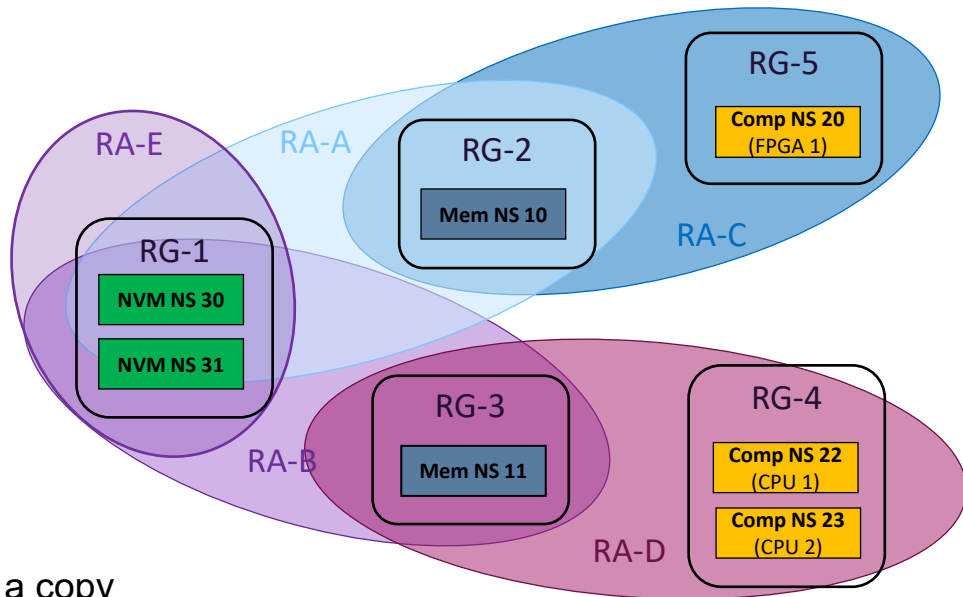 RG-5
Comp NS 20
(FPGA 1)
RA-E
RA-A
RG-2
Mem NS 10
RA-C
RG-1
NVM NS 30
NVM NS 31
RG-3
Mem NS 11
RG-4
Comp NS 22
(CPU 1)
Comp NS 23
(CPU 2)
RA-B
RA-D
a copy